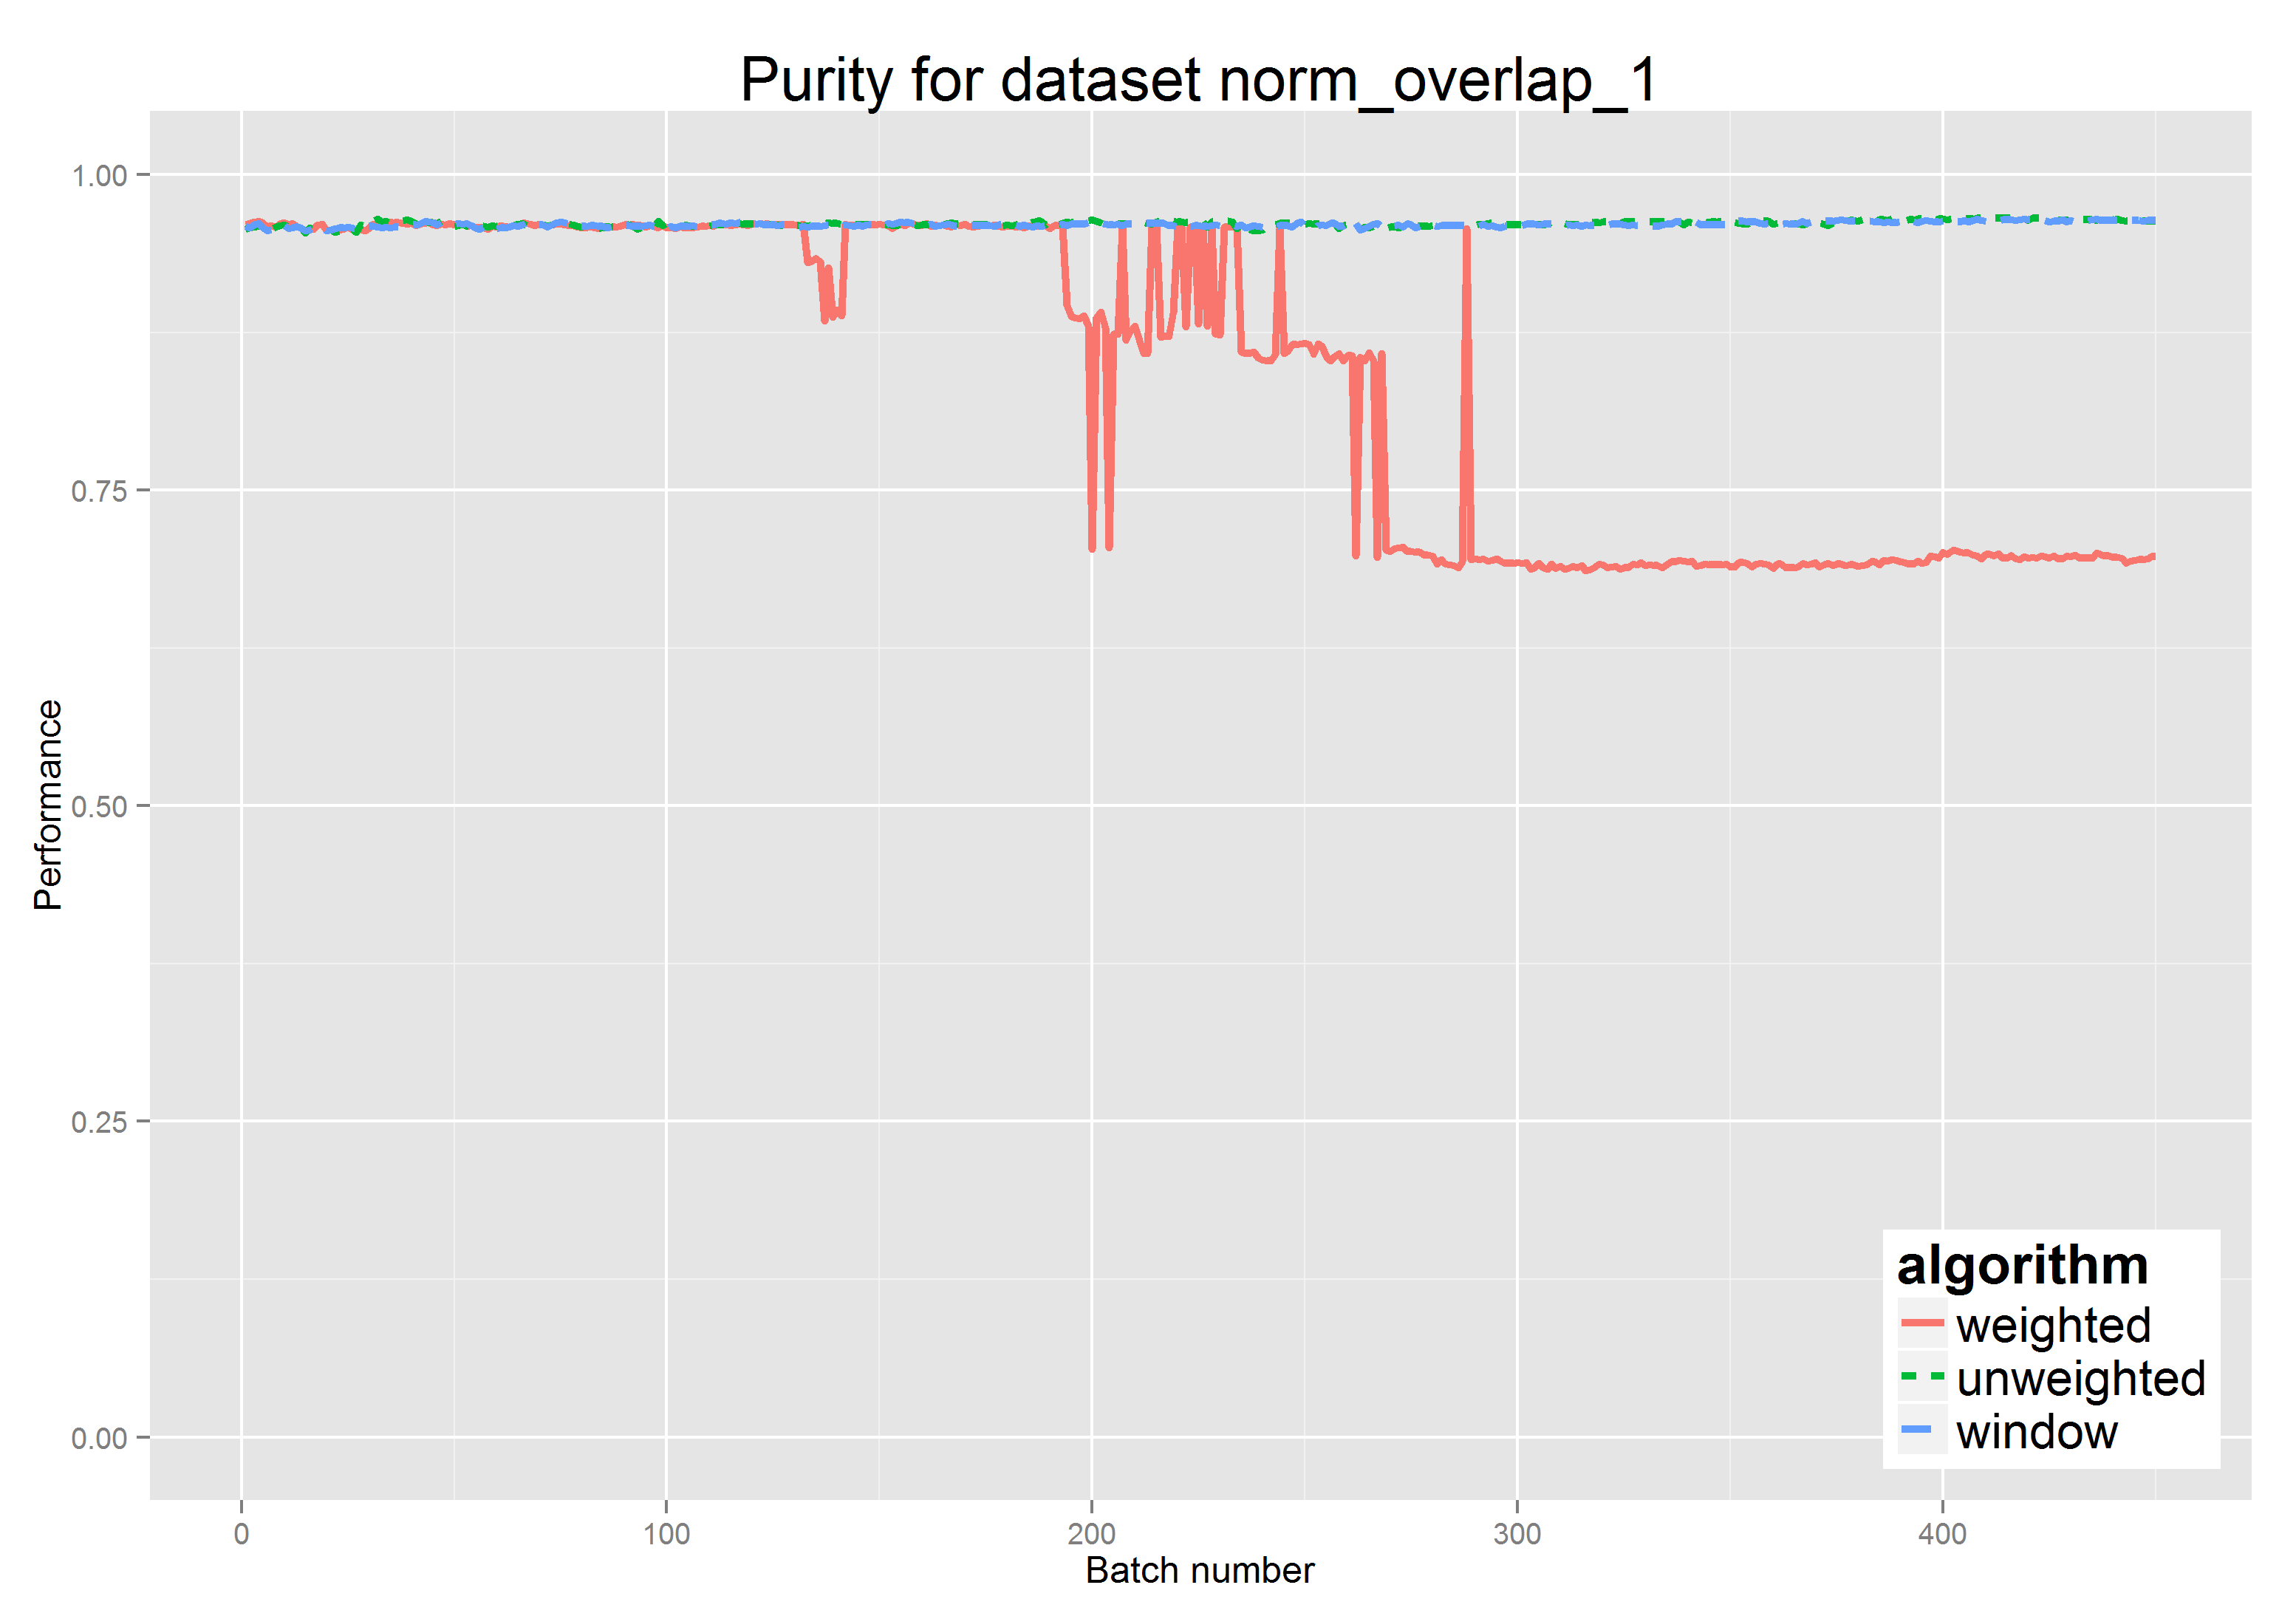 Purity for dataset norm_overlap_1
1.00
0.75
0.50
0.25
0.00
Performance
0
100
200
300
400
Batch number
algorithm
weighted
unweighted
window